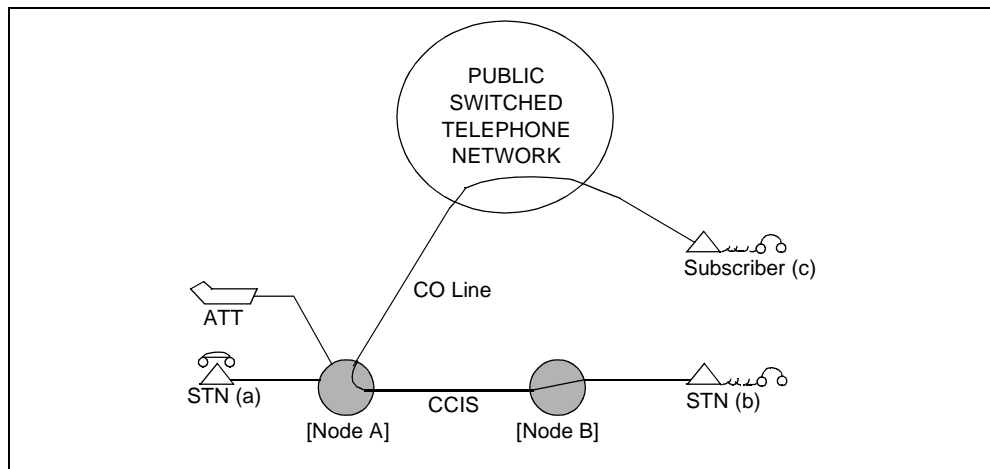 PUBLIC
SWITCHED
TELEPHONE
NETWORK
Subscriber (c)
CO Line
ATT
STN (a)
CCIS
STN (b)
[Node A]
[Node B]